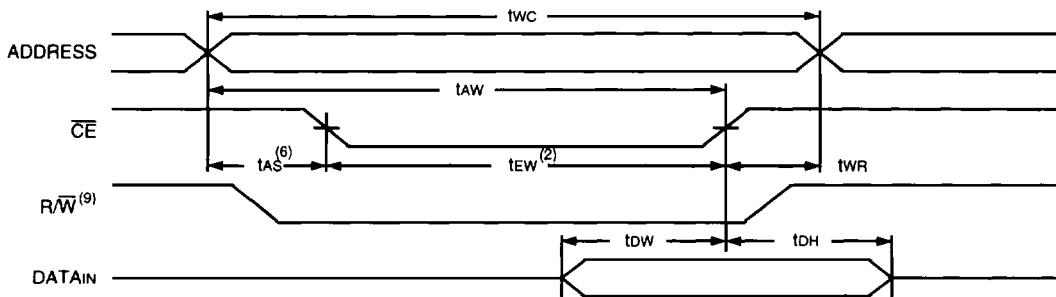 tWC
ADDRESS
tAW
CE
tAS(6)
tEW(2)
tWR
R/W(9)
tDW
tDH
DATAIN